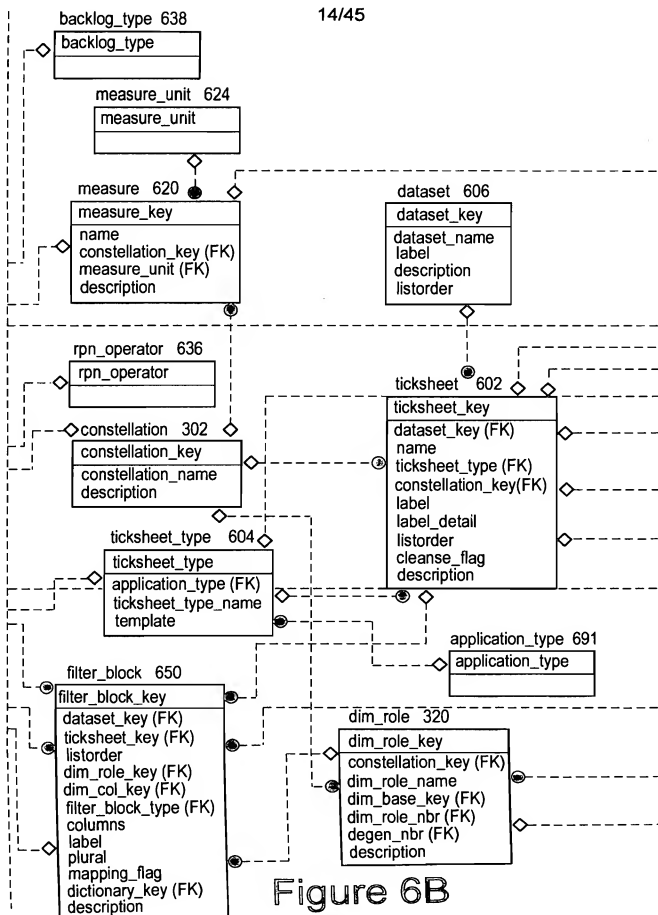 14/45
backlog_type 638
backlog_type
measure_unit 624
measure_unit
measure 620
measure_key
name
constellation_key (FK)
measure_unit (FK)
description
dataset 606
dataset_key
dataset_name
label
description
listorder
rpn_operator 636
rpn_operator
ticksheet 602
ticksheet_key
dataset_key (FK)
name
ticksheet_type (FK)
constellation_key(FK)
label
label_detail
listorder
cleanse_flag
description
constellation 302
constellation_key
constellation_name
description
ticksheet_type 604
ticksheet_type
application_type (FK)
ticksheet_type_name
template
application_type 691
application_type
filter_block 650
filter_block_key
dataset_key (FK)
ticksheet_key (FK)
listorder
dim_role_key (FK)
dim_col_key (FK)
filter_block_type (FK)
columns
label
plural
mapping_flag
dictionary_key (FK)
description
dim_role 320
dim_role_key
constellation_key (FK)
dim_role_name
dim_base_key (FK)
dim_role_nbr (FK)
degen_nbr (FK)
description
Figure 6B